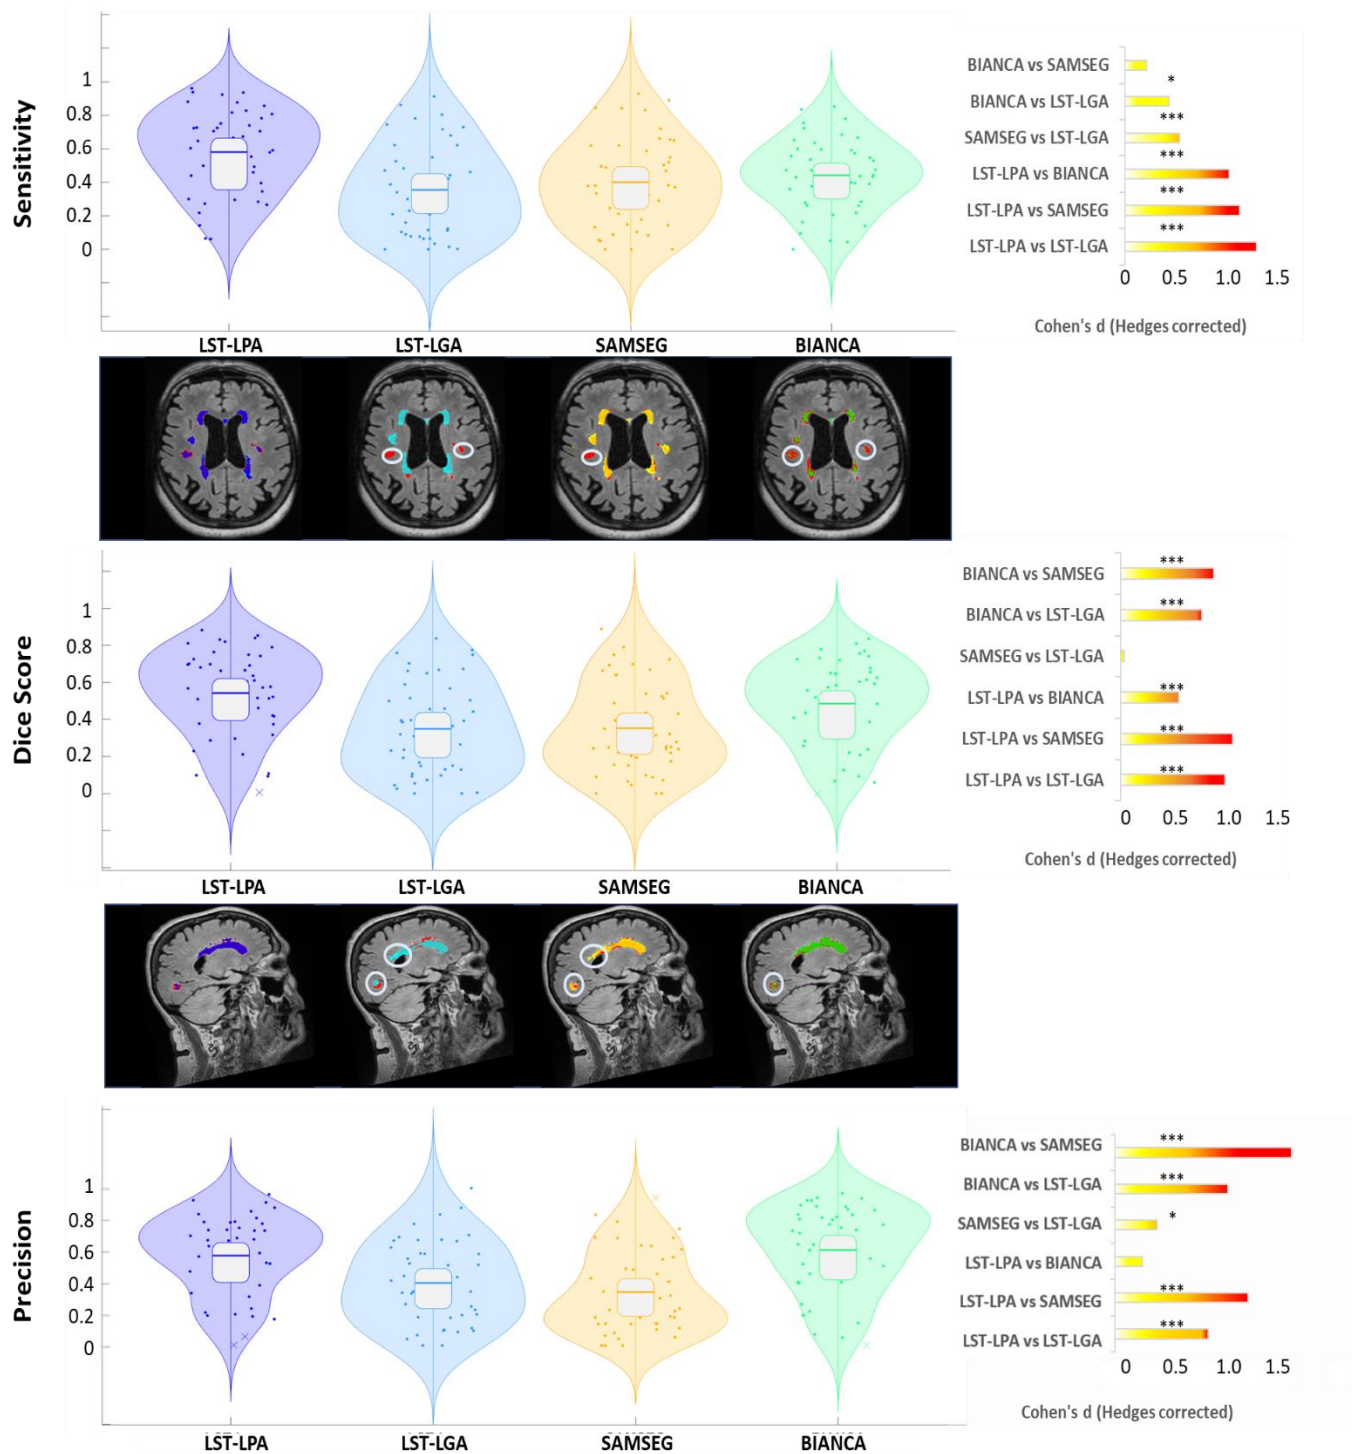 Sensitivity
1
0.8
0.6
0.4
0.2
0
LST-LPA LST-LGA SAMSEG BIANCA
BIANCA vs SAMSEG
*
BIANCA vs LST-LGA
***
SAMSEG vs LST-LGA
***
LST-LPA vs BIANCA
***
LST-LPA vs SAMSEG
***
LST-LPA vs LST-LGA
0 0.5 1.0 1.5
Cohen's d (Hedges corrected)
Dice Score
1
0.8
0.6
0.4
0.2
0
LST-LPA LST-LGA SAMSEG BIANCA
***
BIANCA vs SAMSEG
***
BIANCA vs LST-LGA
SAMSEG vs LST-LGA
***
LST-LPA vs BIANCA
***
LST-LPA vs SAMSEG
***
LST-LPA vs LST-LGA
0 0.5 1.0 1.5
Cohen's d (Hedges corrected)
Precision
1
0.8
0.6
0.4
0.2
0
LST-LPA LST-LGA SAMSEG BIANCA
***
BIANCA vs SAMSEG
***
BIANCA vs LST-LGA
*
SAMSEG vs LST-LGA
LST-LPA vs BIANCA
***
LST-LPA vs SAMSEG
***
LST-LPA vs LST-LGA
0 0.5 1.0 1.5
Cohen's d (Hedges corrected)